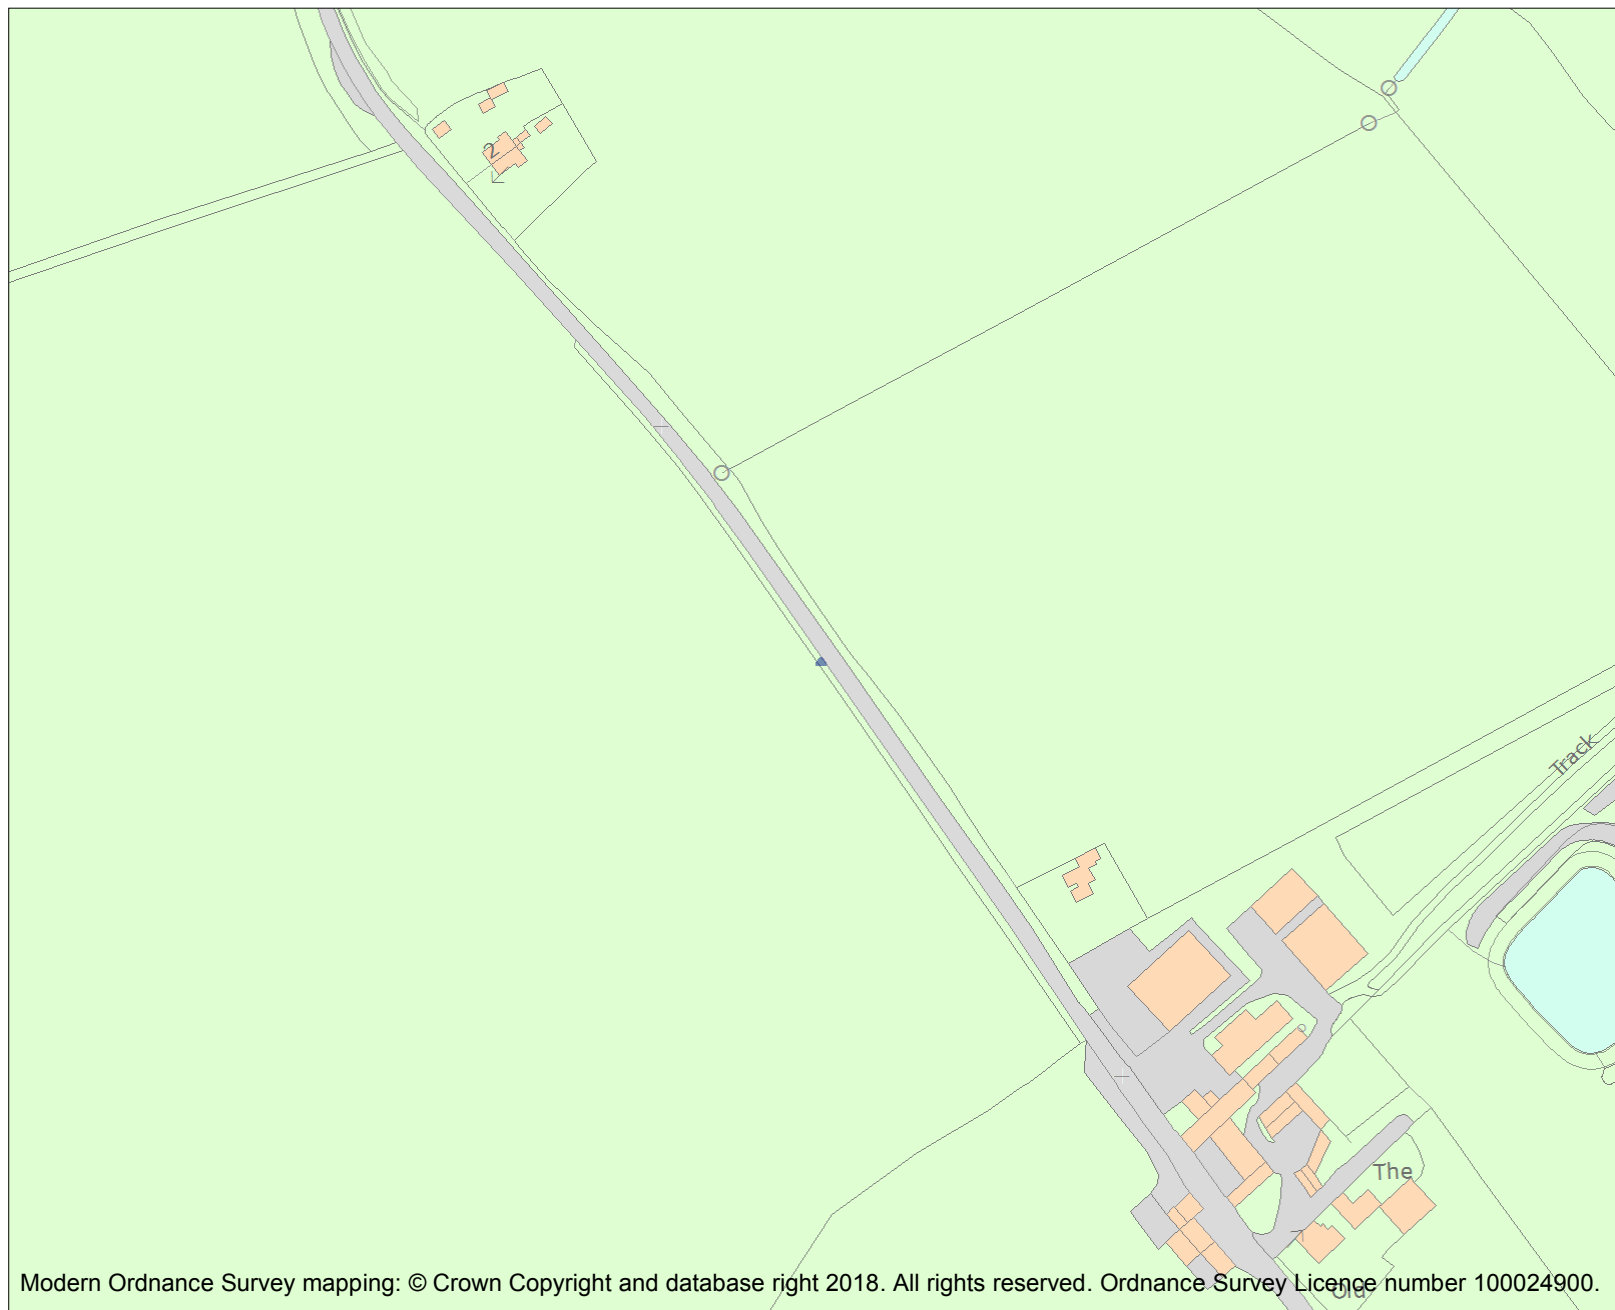 2
Track
The
Modern Ordnance Survey mapping: © Crown Copyright and database right 2018. All rights reserved. Ordnance Survey Licence number 100024900.
Old